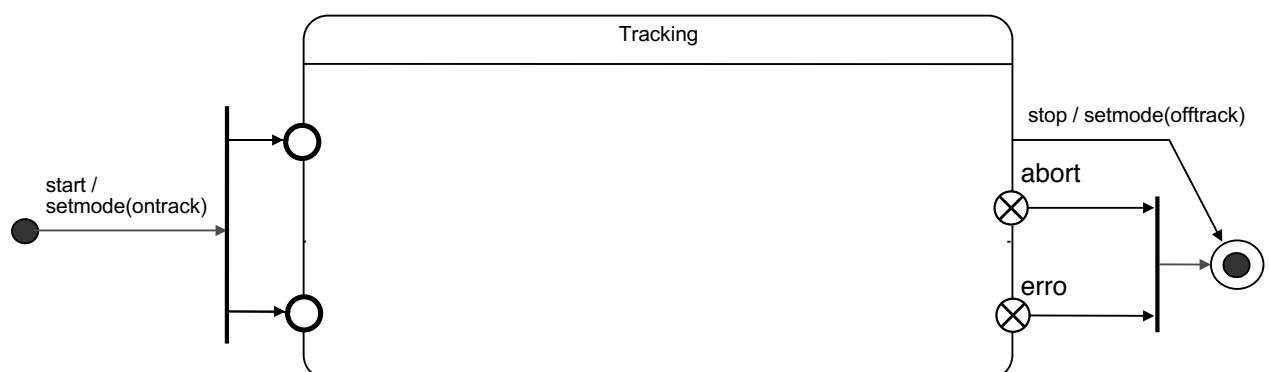 Tracking
stop / setmode(offtrack)
abort
start /
setmode(ontrack)
erro